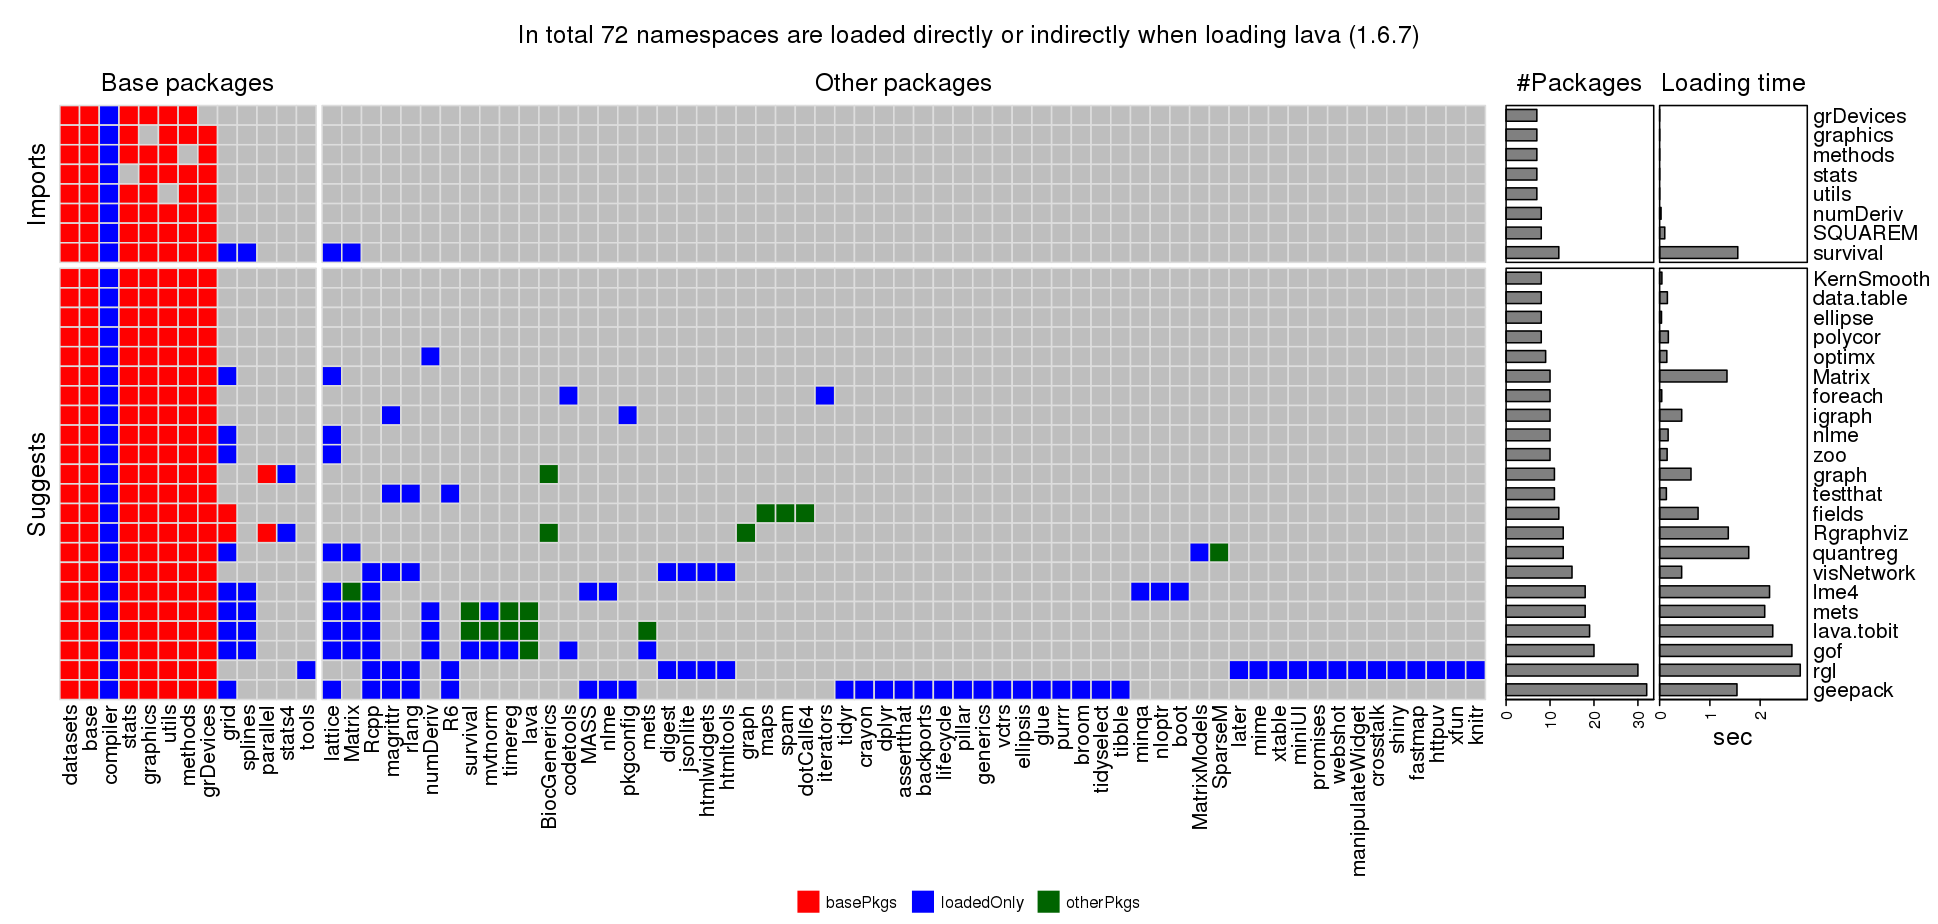 In total 72 namespaces are loaded directly or indirectly when loading lava (1.6.7)
Base packages
Other packages
#Packages
Loading time
Imports
grDevices
graphics
methods
stats
utils
numDeriv
SQUAREM
survival
Suggests
KernSmooth
data.table
ellipse
polycor
optimx
Matrix
foreach
igraph
nlme
zoo
graph
testthat
fields
Rgraphviz
quantreg
visNetwork
lme4
mets
lava.tobit
gof
rgl
geepack
datasets
base
compiler
stats
graphics
utils
methods
grDevices
grid
splines
parallel
stats4
tools
lattice
Matrix
Rcpp
magrittr
rlang
numDeriv
R6
survival
mvtnorm
timereg
lava
BiocGenerics
codetools
MASS
nlme
pkgconfig
mets
digest
jsonlite
htmlwidgets
htmltools
graph
maps
spam
dotCall64
iterators
tidyr
crayon
dplyr
assertthat
backports
lifecycle
pillar
generics
vctrs
ellipsis
glue
purrr
broom
tidyselect
tibble
minqa
nloptr
boot
MatrixModels
SparseM
later
mime
xtable
miniUI
promises
webshot
manipulateWidget
crosstalk
shiny
fastmap
httpuv
xfun
knitr
0
10
20
30
0
1
2
sec
basePkgs
loadedOnly
otherPkgs